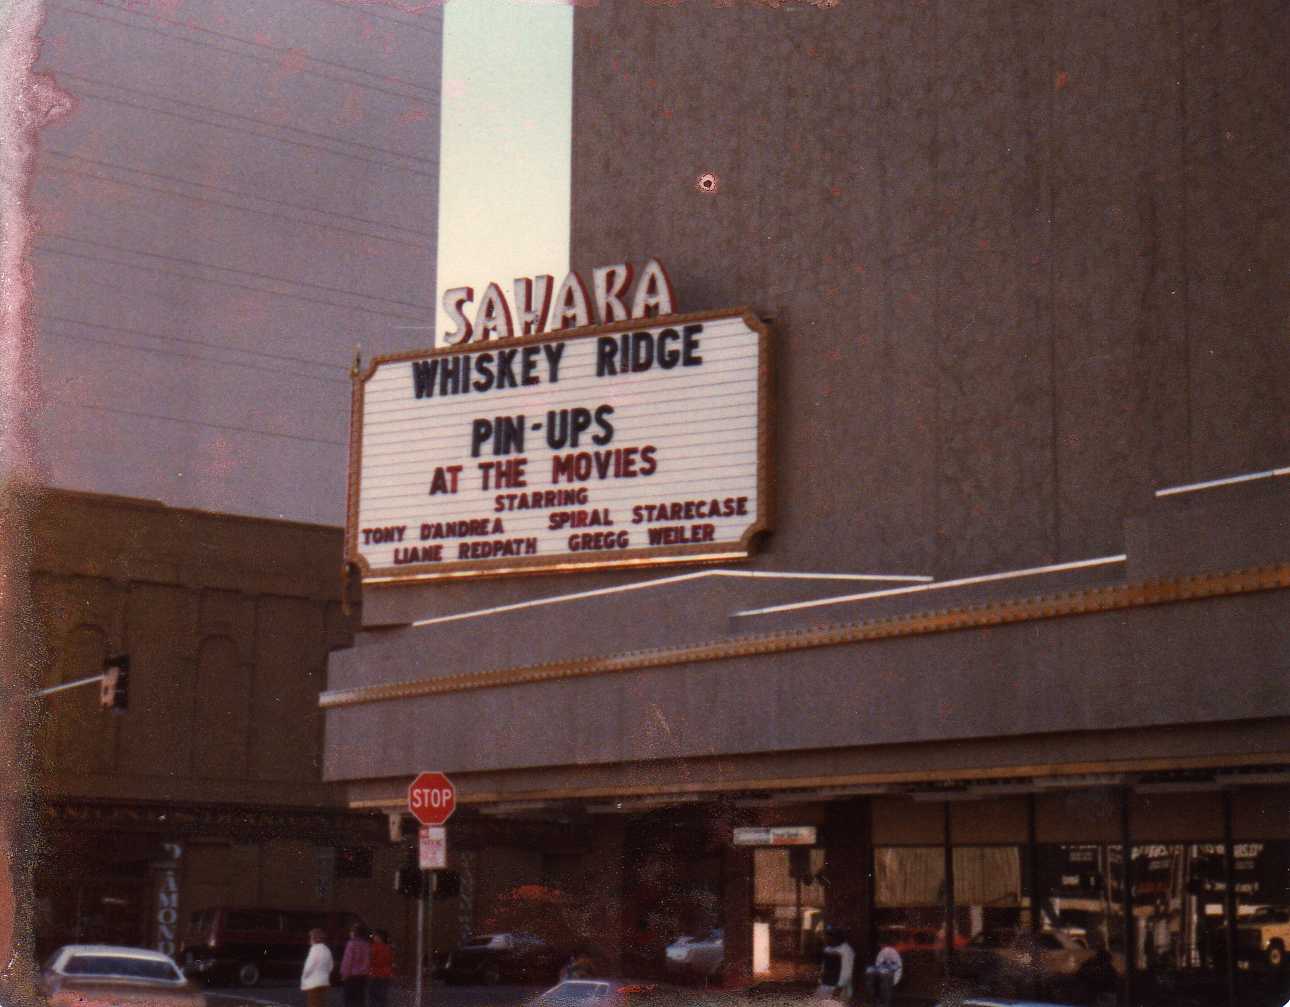 SAHARA
WHISKEY RIDGE
PIN-UPS
AT THE MOVIES
STARRING
TONY D'ANDREA SPIRAL STARECASE
LIANE REDPATH GREGG WEILER
STOP